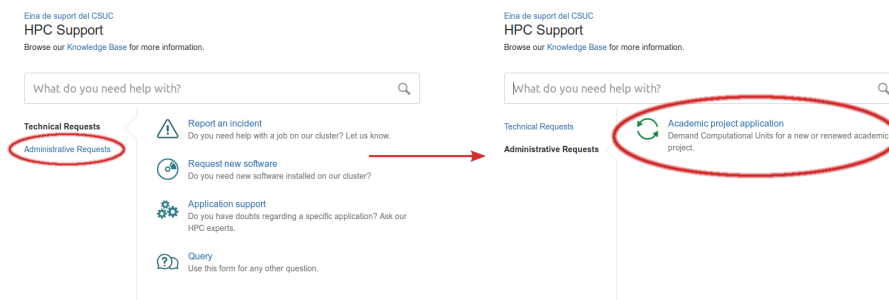 Eina de suport del CSUC
HPC Support
Browse our Knowledge Base for more information.
What do you need help with?
Technical Requests
Administrative Requests
Report an incident
Do you need help with a job on our cluster? Let us know.
Request new software
Do you need new software installed on our cluster?
Application support
Do you have doubts regarding a specific application? Ask our
HPC experts.
Query
Use this form for any other question.
Eina de suport del CSUC
HPC Support
Browse our Knowledge Base for more information.
What do you need help with?
Technical Requests
Administrative Requests
Academic project application
Demand Computational Units for a new or renewed academic
project.